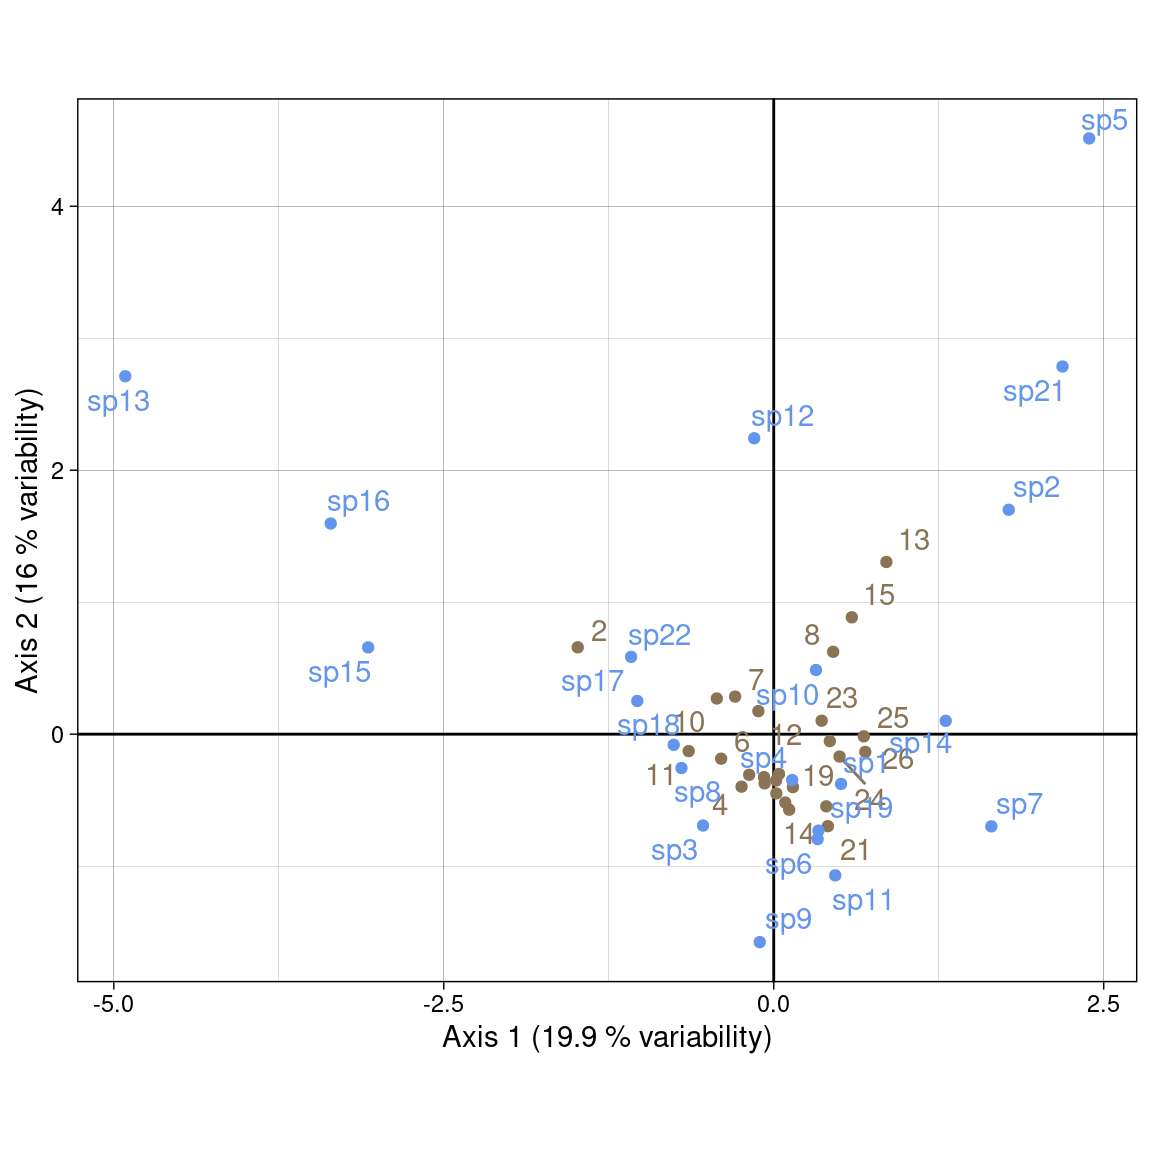 sp5
4
sp21
sp13
sp12
2
sp2
sp16
13
15
2
sp22
8
sp15
sp17
7
sp10
23
sp18
10
25
0
12
6
sp14
sp4
sp1
26
11
19
sp8
4
24
sp19
sp7
14
sp3
21
sp6
sp11
sp9
-5.0
-2.5
0.0
2.5
Axis 1 (19.9 % variability)
Axis 2 (16 % variability)